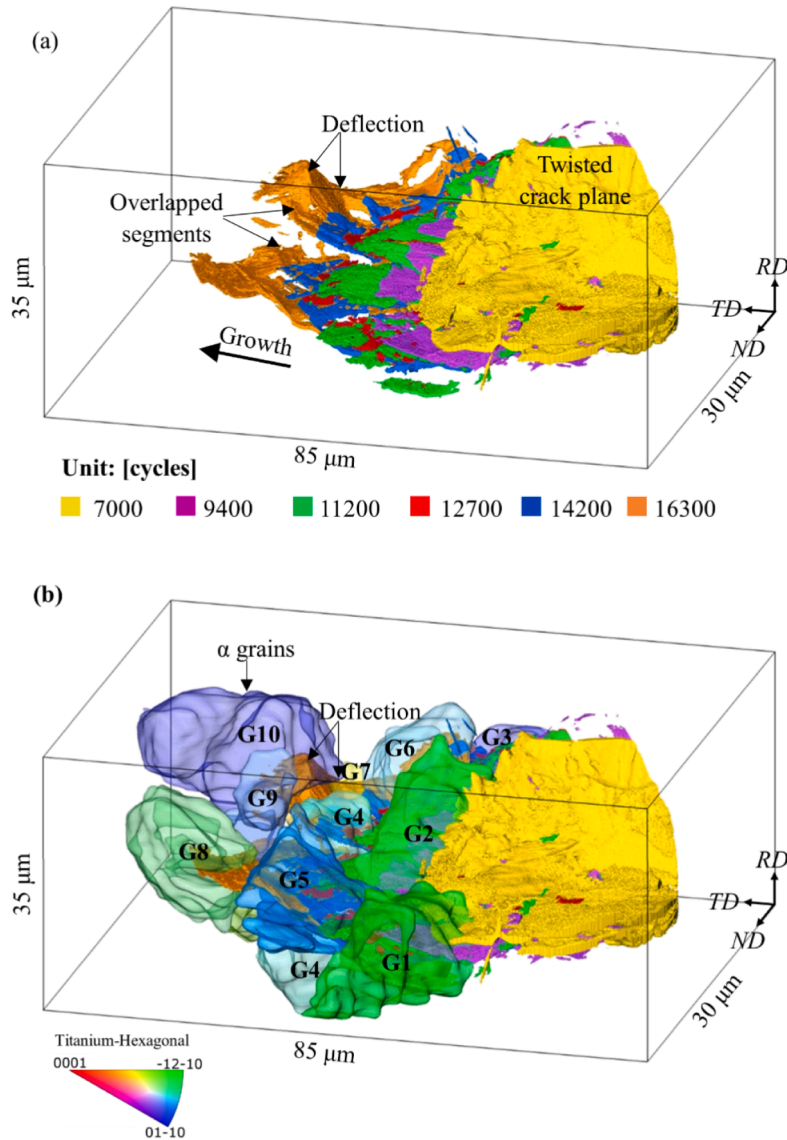 (a)
Deflection
Twisted
crack plane
Overlapped
segments
RD
TD
ND
35 μm
Growth
30 μm
85 μm
Unit: [cycles]
7000 9400 11200 12700 14200 16300
(b)
α grains
Deflection
G10
G3
G6
G7
G9
G4
G2
G8
G5
RD
TD
ND
35 μm
G4
G1
30 μm
85 μm
Titanium-Hexagonal
0001 -12-10
01-10